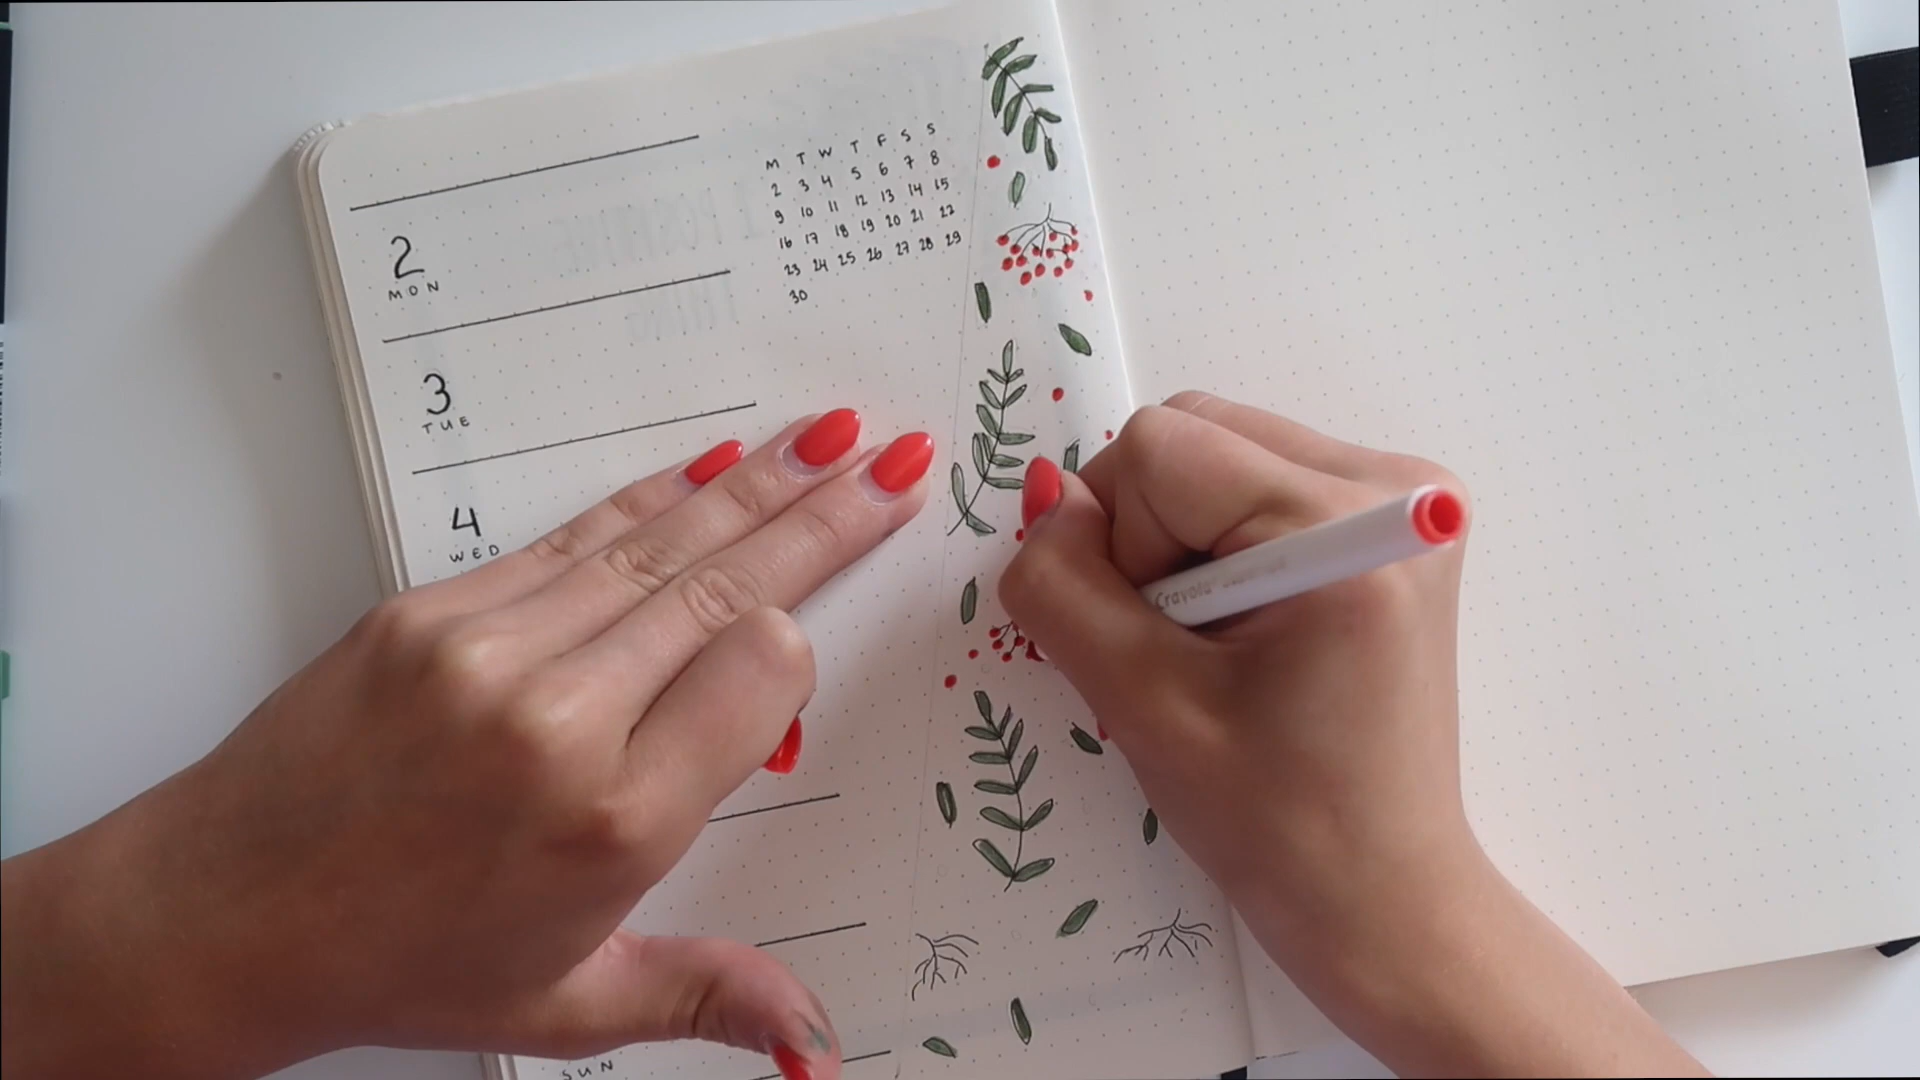 2
MON
3
TUE
4
WED
SUN
M T W T F S S
2 3 4 5 6 7 8
9 10 11 12 13 14 15
16 17 18 19 20 21 22
23 24 25 26 27 28 29
30
Crayola